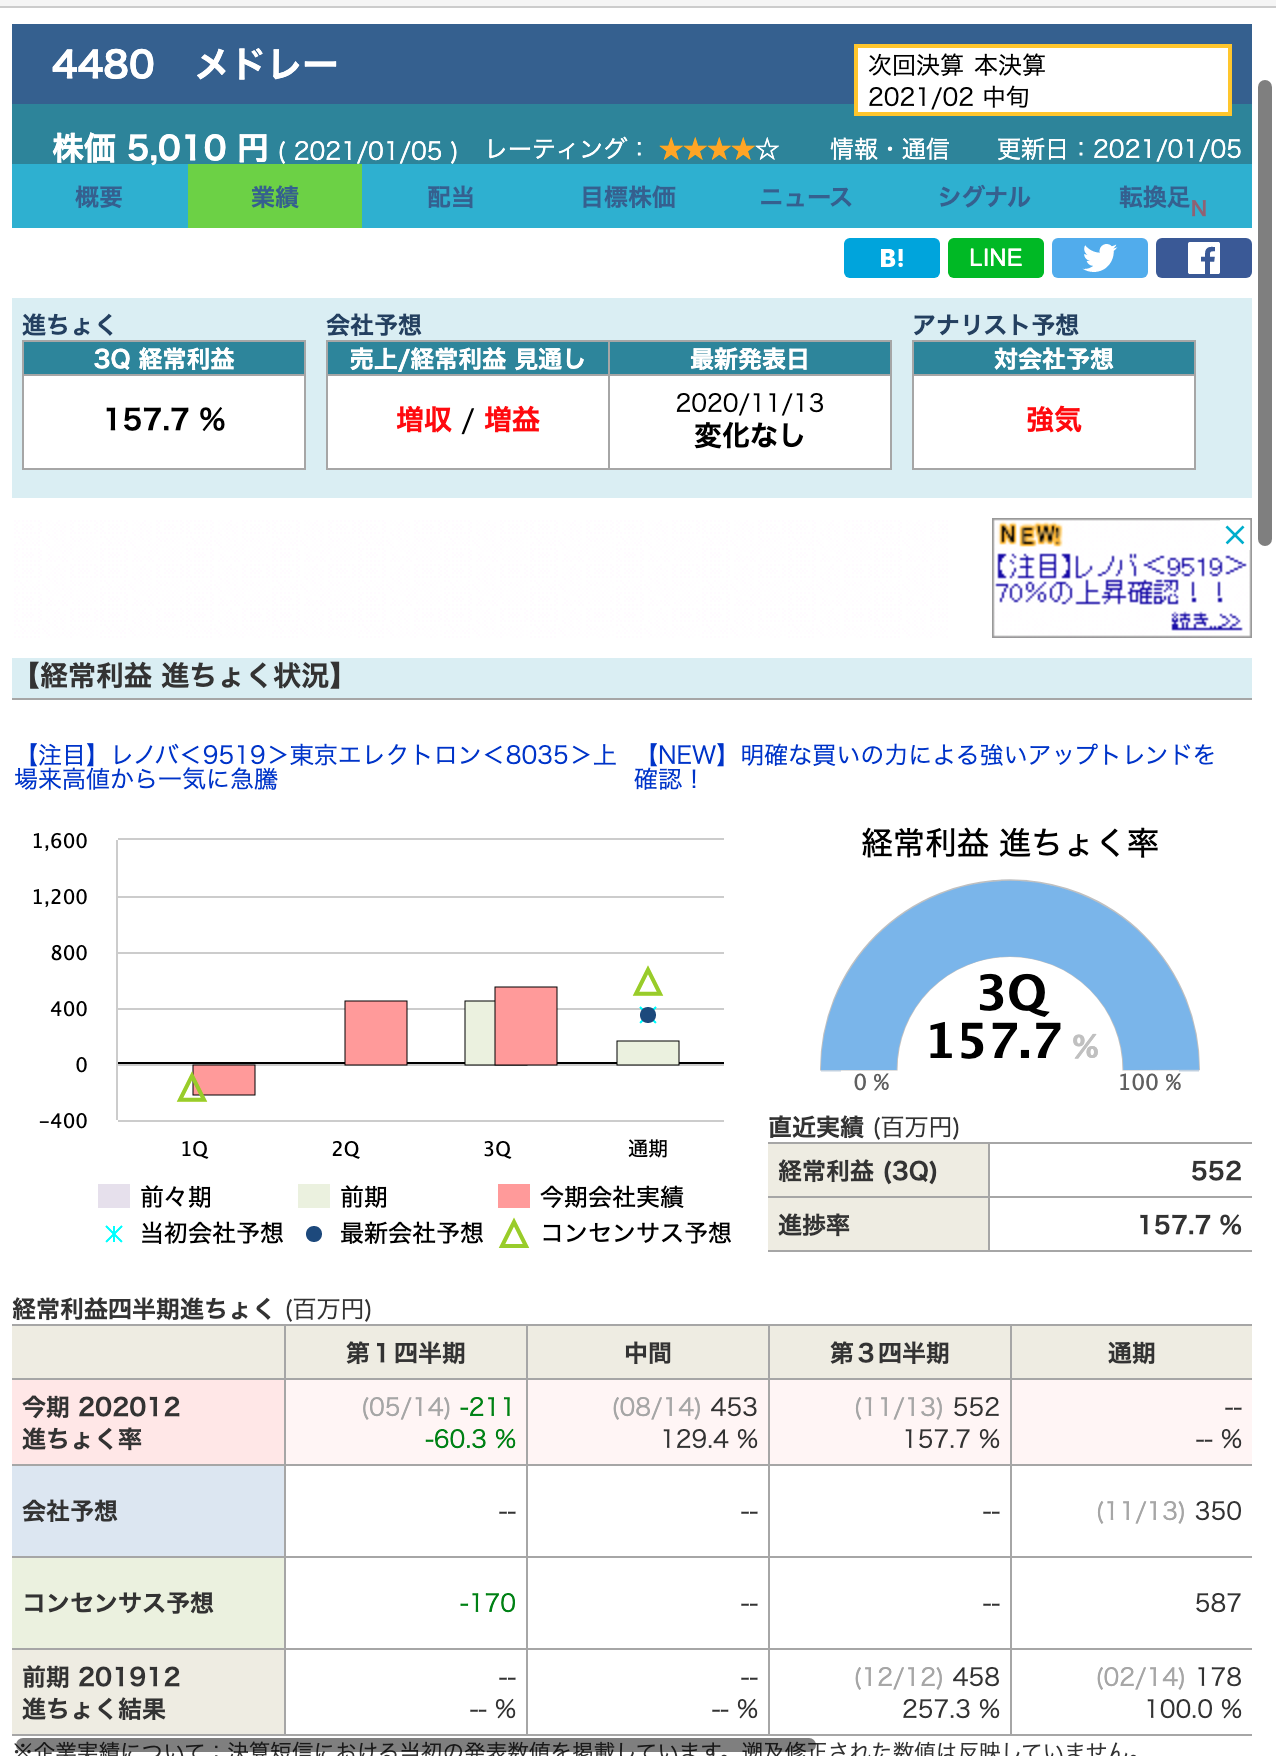 4480　メドレー
次回決算 本決算
2021/02 中旬
株価 5,010 円 ( 2021/01/05 )　レーティング： ★★★★☆　情報・通信　更新日：2021/01/05
概要　業績　配当　目標株価　ニュース　シグナル　転換足N
B!　LINE
進ちょく　会社予想　アナリスト予想
3Q 経常利益　売上/経常利益 見通し　最新発表日　対会社予想
157.7 %　増収 / 増益　2020/11/13　強気
変化なし
NEW!
【注目】レノバ<9519>
70%の上昇確認！！
続き..>>
【経常利益 進ちょく状況】
【注目】レノバ<9519>東京エレクトロン<8035>上
場来高値から一気に急騰
【NEW】明確な買いの力による強いアップトレンドを
確認！
1,600
1,200
800
400
0
-400
1Q　2Q　3Q　通期
前々期　前期　今期会社実績
当初会社予想　最新会社予想　コンセンサス予想
経常利益 進ちょく率
3Q
157.7 %
0 %　100 %
直近実績 (百万円)
経常利益 (3Q)　552
進捗率　157.7 %
経常利益四半期進ちょく (百万円)
第１四半期　中間　第３四半期　通期
今期 202012　(05/14) -211　(08/14) 453　(11/13) 552　--
進ちょく率　-60.3 %　129.4 %　157.7 %　-- %
会社予想　--　--　--　(11/13) 350
コンセンサス予想　-170　--　--　587
前期 201912　--　--　(12/12) 458　(02/14) 178
進ちょく結果　-- %　-- %　257.3 %　100.0 %
※企業実績について：決算短信における当初の発表数値を掲載しています。遡及修正された数値は反映していません。